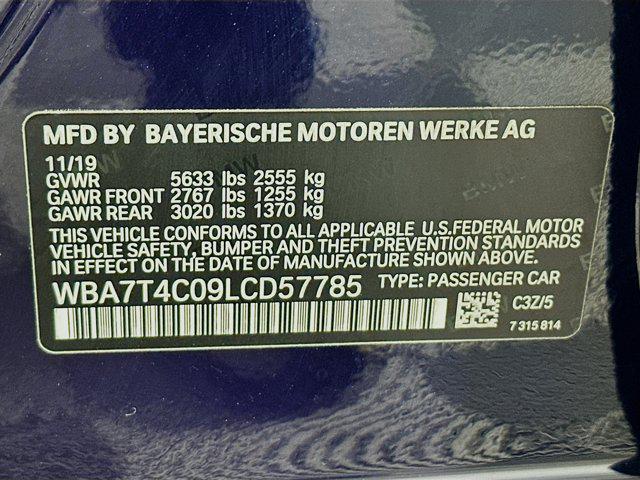 MFD BY BAYERISCHE MOTOREN WERKE AG
11/19
GVWR 5633 lbs 2555 kg
GAWR FRONT 2767 lbs 1255 kg
GAWR REAR 3020 lbs 1370 kg
THIS VEHICLE CONFORMS TO ALL APPLICABLE U.S.FEDERAL MOTOR
VEHICLE SAFETY, BUMPER AND THEFT PREVENTION
STANDARDS IN EFFECT ON THE DATE OF MANUFACTURE SHOWN ABOVE.
WBA7T4C09LCD57785 TYPE: PASSENGER CAR
C3Z/5
7 315 814